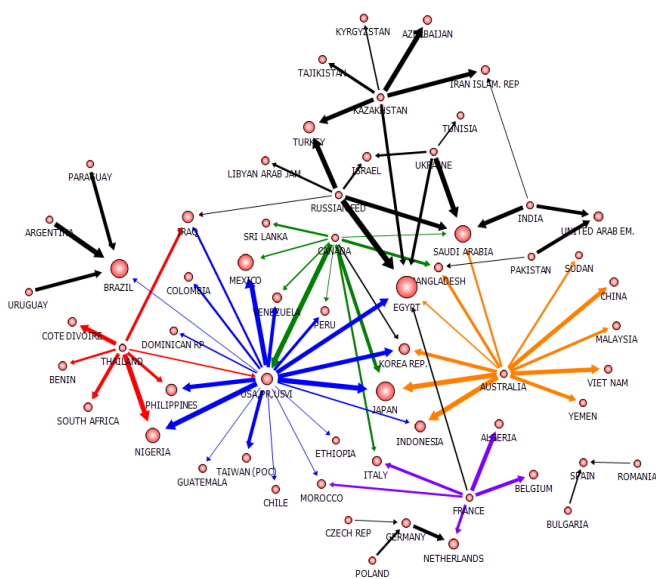 KYRGYZSTAN
AZERBAIJAN
TAJIKISTAN
IRAN ISLAM. REP
KAZAKHSTAN
TURKEY
TUNISIA
ISRAEL
UKRAINE
LIBYAN ARAB JAM
PARAGUAY
RUSSIAN FED
ARGENTINA
IRAQ
SRI LANKA
CANADA
SAUDI ARABIA
INDIA
UNITED ARAB EM.
PAKISTAN
SUDAN
BRAZIL
COLOMBIA
MEXICO
BANGLADESH
CHINA
URUGUAY
VENEZUELA
EGYPT
COTE DIVOIRE
DOMINICAN RP
PERU
MALAYSIA
THAILAND
KOREA REP.
BENIN
PHILIPPINES
USA,PR,USVI
JAPAN
AUSTRALIA
VIET NAM
SOUTH AFRICA
YEMEN
NIGERIA
ETHIOPIA
INDONESIA
ALGERIA
GUATEMALA
TAIWAN (POC)
CHILE
MOROCCO
ITALY
FRANCE
BELGIUM
SPAIN
ROMANIA
BULGARIA
CZECH REP
GERMANY
NETHERLANDS
POLAND